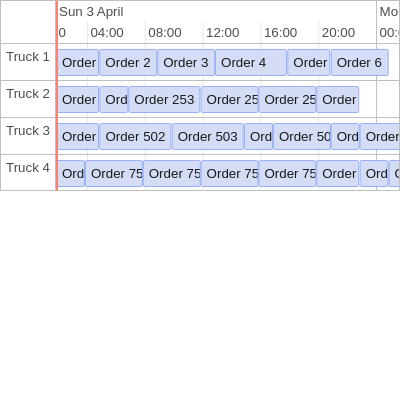 Sun 3 April Mo
0 04:00 08:00 12:00 16:00 20:00 00:
Truck 1 Order Order 2 Order 3 Order 4 Order Order 6
Truck 2 Order Ord Order 253 Order 25 Order 25 Order
Truck 3 Order Order 502 Order 503 Ord Order 50 Ord Order
Truck 4 Ord Order 75 Order 75 Order 75 Order 75 Order Ord